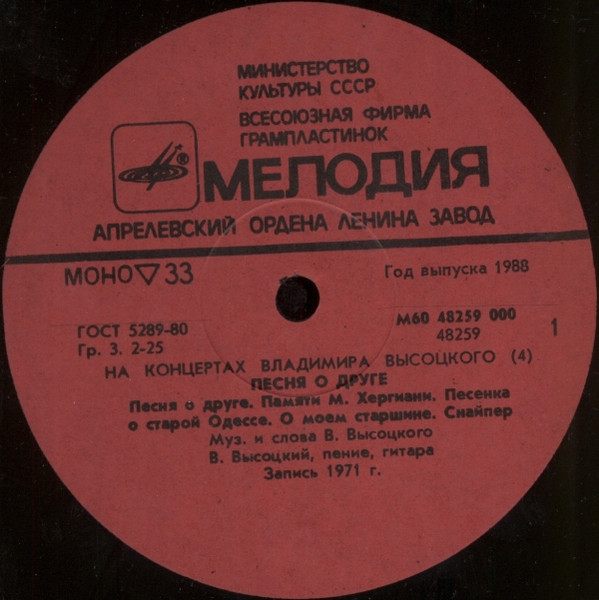 МИНИСТЕРСТВО
КУЛЬТУРЫ СССР
ВСЕСОЮЗНАЯ ФИРМА
ГРАМПЛАСТИНОК
® МЕЛОДИЯ
АПРЕЛЕВСКИЙ ОРДЕНА ЛЕНИНА ЗАВОД
МОНО ▽ 33
Год выпуска 1988
ГОСТ 5289-80
М60 48259 000
Гр. 3. 2-25
48259
1
НА КОНЦЕРТАХ ВЛАДИМИРА ВЫСОЦКОГО (4)
ПЕСНЯ О ДРУГЕ
Песня о друге. Памяти М. Хергиани. Песенка
о старой Одессе. О моем старшине. Снайпер
Муз. и слова В. Высоцкого
В. Высоцкий, пение, гитара
Запись 1971 г.